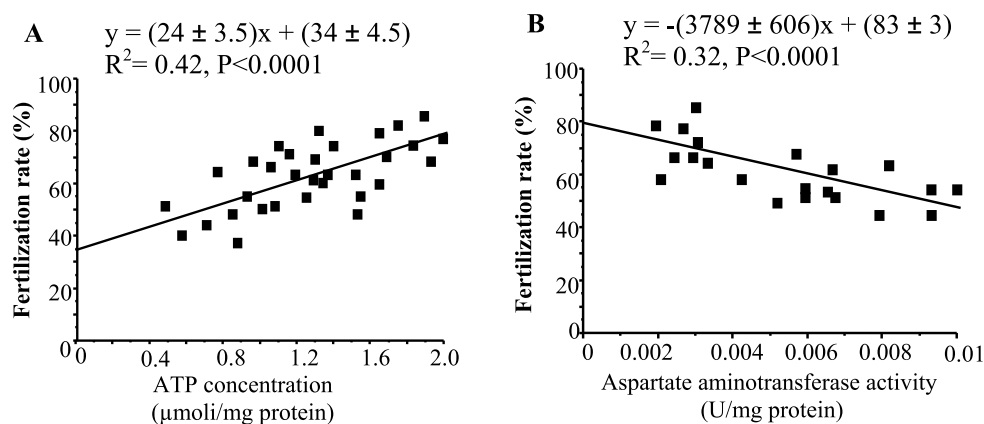 A
y = (24 ± 3.5)x + (34 ± 4.5)
R²= 0.42, P<0.0001
Fertilization rate (%)
100
80
60
40
20
0
0 0.4 0.8 1.2 1.6 2.0
ATP concentration
(µmoli/mg protein)
B
y = -(3789 ± 606)x + (83 ± 3)
R²= 0.32, P<0.0001
Fertilization rate (%)
100
80
60
40
20
0
0 0.002 0.004 0.006 0.008 0.01
Aspartate aminotransferase activity
(U/mg protein)